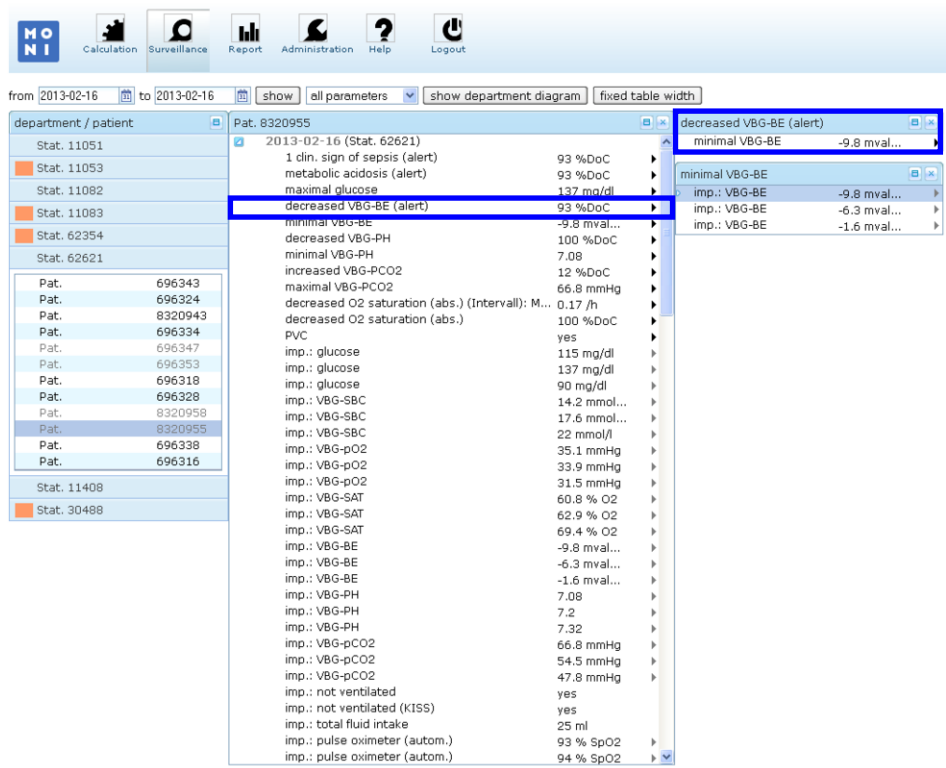 MO
NI
Calculation Surveillance Report Administration Help Logout
from 2013-02-16 to 2013-02-16 show all parameters show department diagram fixed table width
department / patient
Stat. 11051
Stat. 11053
Stat. 11082
Stat. 11083
Stat. 62354
Stat. 62621
Pat. 696343
Pat. 696324
Pat. 8320943
Pat. 696334
Pat. 696347
Pat. 696353
Pat. 696318
Pat. 696328
Pat. 8320958
Pat. 8320955
Pat. 696338
Pat. 696316
Stat. 11408
Stat. 30488
Pat. 8320955
2013-02-16 (Stat. 62621)
1 clin. sign of sepsis (alert) 93 %DoC
metabolic acidosis (alert) 93 %DoC
maximal glucose 137 mg/dl
decreased VBG-BE (alert) 93 %DoC
minimal VBG-BE -9.8 mval...
decreased VBG-PH 100 %DoC
minimal VBG-PH 7.08
increased VBG-PCO2 12 %DoC
maximal VBG-PCO2 66.8 mmHg
decreased O2 saturation (abs.) (Intervall): M... 0.17 /h
decreased O2 saturation (abs.) 100 %DoC
PVC yes
imp.: glucose 115 mg/dl
imp.: glucose 137 mg/dl
imp.: glucose 90 mg/dl
imp.: VBG-SBC 14.2 mmol...
imp.: VBG-SBC 17.6 mmol...
imp.: VBG-SBC 22 mmol/l
imp.: VBG-pO2 35.1 mmHg
imp.: VBG-pO2 33.9 mmHg
imp.: VBG-pO2 31.5 mmHg
imp.: VBG-SAT 60.8 % O2
imp.: VBG-SAT 62.9 % O2
imp.: VBG-SAT 69.4 % O2
imp.: VBG-BE -9.8 mval...
imp.: VBG-BE -6.3 mval...
imp.: VBG-BE -1.6 mval...
imp.: VBG-PH 7.08
imp.: VBG-PH 7.2
imp.: VBG-PH 7.32
imp.: VBG-pCO2 66.8 mmHg
imp.: VBG-pCO2 54.5 mmHg
imp.: VBG-pCO2 47.8 mmHg
imp.: not ventilated yes
imp.: not ventilated (KISS) yes
imp.: total fluid intake 25 ml
imp.: pulse oximeter (autom.) 93 % SpO2
imp.: pulse oximeter (autom.) 94 % SpO2
decreased VBG-BE (alert)
minimal VBG-BE -9.8 mval...
minimal VBG-BE
imp.: VBG-BE -9.8 mval...
imp.: VBG-BE -6.3 mval...
imp.: VBG-BE -1.6 mval...